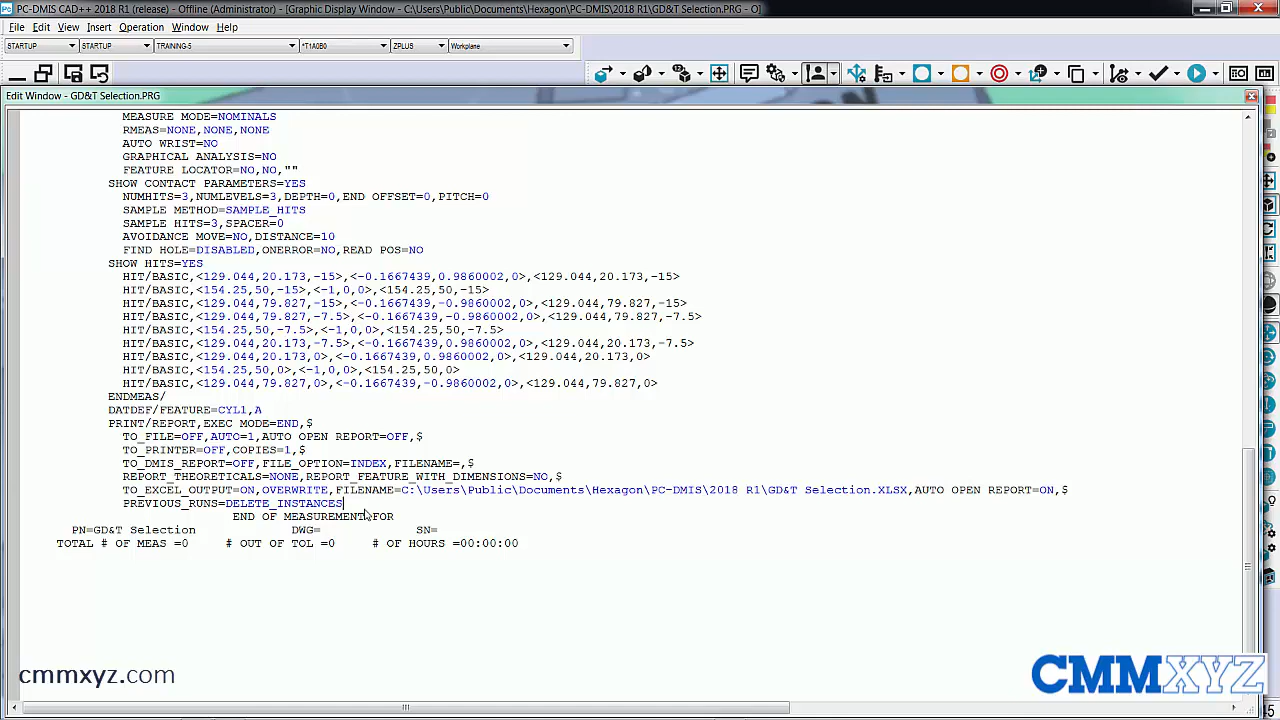 PC-DMIS CAD++ 2018 R1 (release) - Offline (Administrator) - [Graphic Display Window - C:\Users\Public\Documents\Hexagon\PC-DMIS\2018 R1\GD&T Selection.PRG - O]
File Edit View Insert Operation Window Help
STARTUP STARTUP TRAINING-5 *T1A0B0 ZPLUS Workplane
Edit Window - GD&T Selection.PRG
MEASURE MODE=NOMINALS
RMEAS=NONE,NONE,NONE
AUTO WRIST=NO
GRAPHICAL ANALYSIS=NO
FEATURE LOCATOR=NO,NO,""
SHOW CONTACT PARAMETERS=YES
NUMHITS=3,NUMLEVELS=3,DEPTH=0,END OFFSET=0,PITCH=0
SAMPLE METHOD=SAMPLE_HITS
SAMPLE HITS=3,SPACER=0
AVOIDANCE MOVE=NO,DISTANCE=10
FIND HOLE=DISABLED,ONERROR=NO,READ POS=NO
SHOW HITS=YES
HIT/BASIC,<129.044,20.173,-15>,<-0.1667439,0.9860002,0>,<129.044,20.173,-15>
HIT/BASIC,<154.25,50,-15>,<-1,0,0>,<154.25,50,-15>
HIT/BASIC,<129.044,79.827,-15>,<-0.1667439,-0.9860002,0>,<129.044,79.827,-15>
HIT/BASIC,<129.044,79.827,-7.5>,<-0.1667439,-0.9860002,0>,<129.044,79.827,-7.5>
HIT/BASIC,<154.25,50,-7.5>,<-1,0,0>,<154.25,50,-7.5>
HIT/BASIC,<129.044,20.173,-7.5>,<-0.1667439,0.9860002,0>,<129.044,20.173,-7.5>
HIT/BASIC,<129.044,20.173,0>,<-0.1667439,0.9860002,0>,<129.044,20.173,0>
HIT/BASIC,<154.25,50,0>,<-1,0,0>,<154.25,50,0>
HIT/BASIC,<129.044,79.827,0>,<-0.1667439,-0.9860002,0>,<129.044,79.827,0>
ENDMEAS/
DATDEF/FEATURE=CYL1,A
PRINT/REPORT,EXEC MODE=END,$
TO_FILE=OFF,AUTO=1,AUTO OPEN REPORT=OFF,$
TO_PRINTER=OFF,COPIES=1,$
TO_DMIS_REPORT=OFF,FILE_OPTION=INDEX,FILENAME=,$
REPORT_THEORETICALS=NONE,REPORT_FEATURE_WITH_DIMENSIONS=NO,$
TO_EXCEL_OUTPUT=ON,OVERWRITE,FILENAME=C:\Users\Public\Documents\Hexagon\PC-DMIS\2018 R1\GD&T Selection.XLSX,AUTO OPEN REPORT=ON,$
PREVIOUS_RUNS=DELETE_INSTANCES
END OF MEASUREMENT FOR
PN=GD&T Selection DWG= SN=
TOTAL # OF MEAS =0 # OUT OF TOL =0 # OF HOURS =00:00:00
cmmxyz.com
CMMXYZ